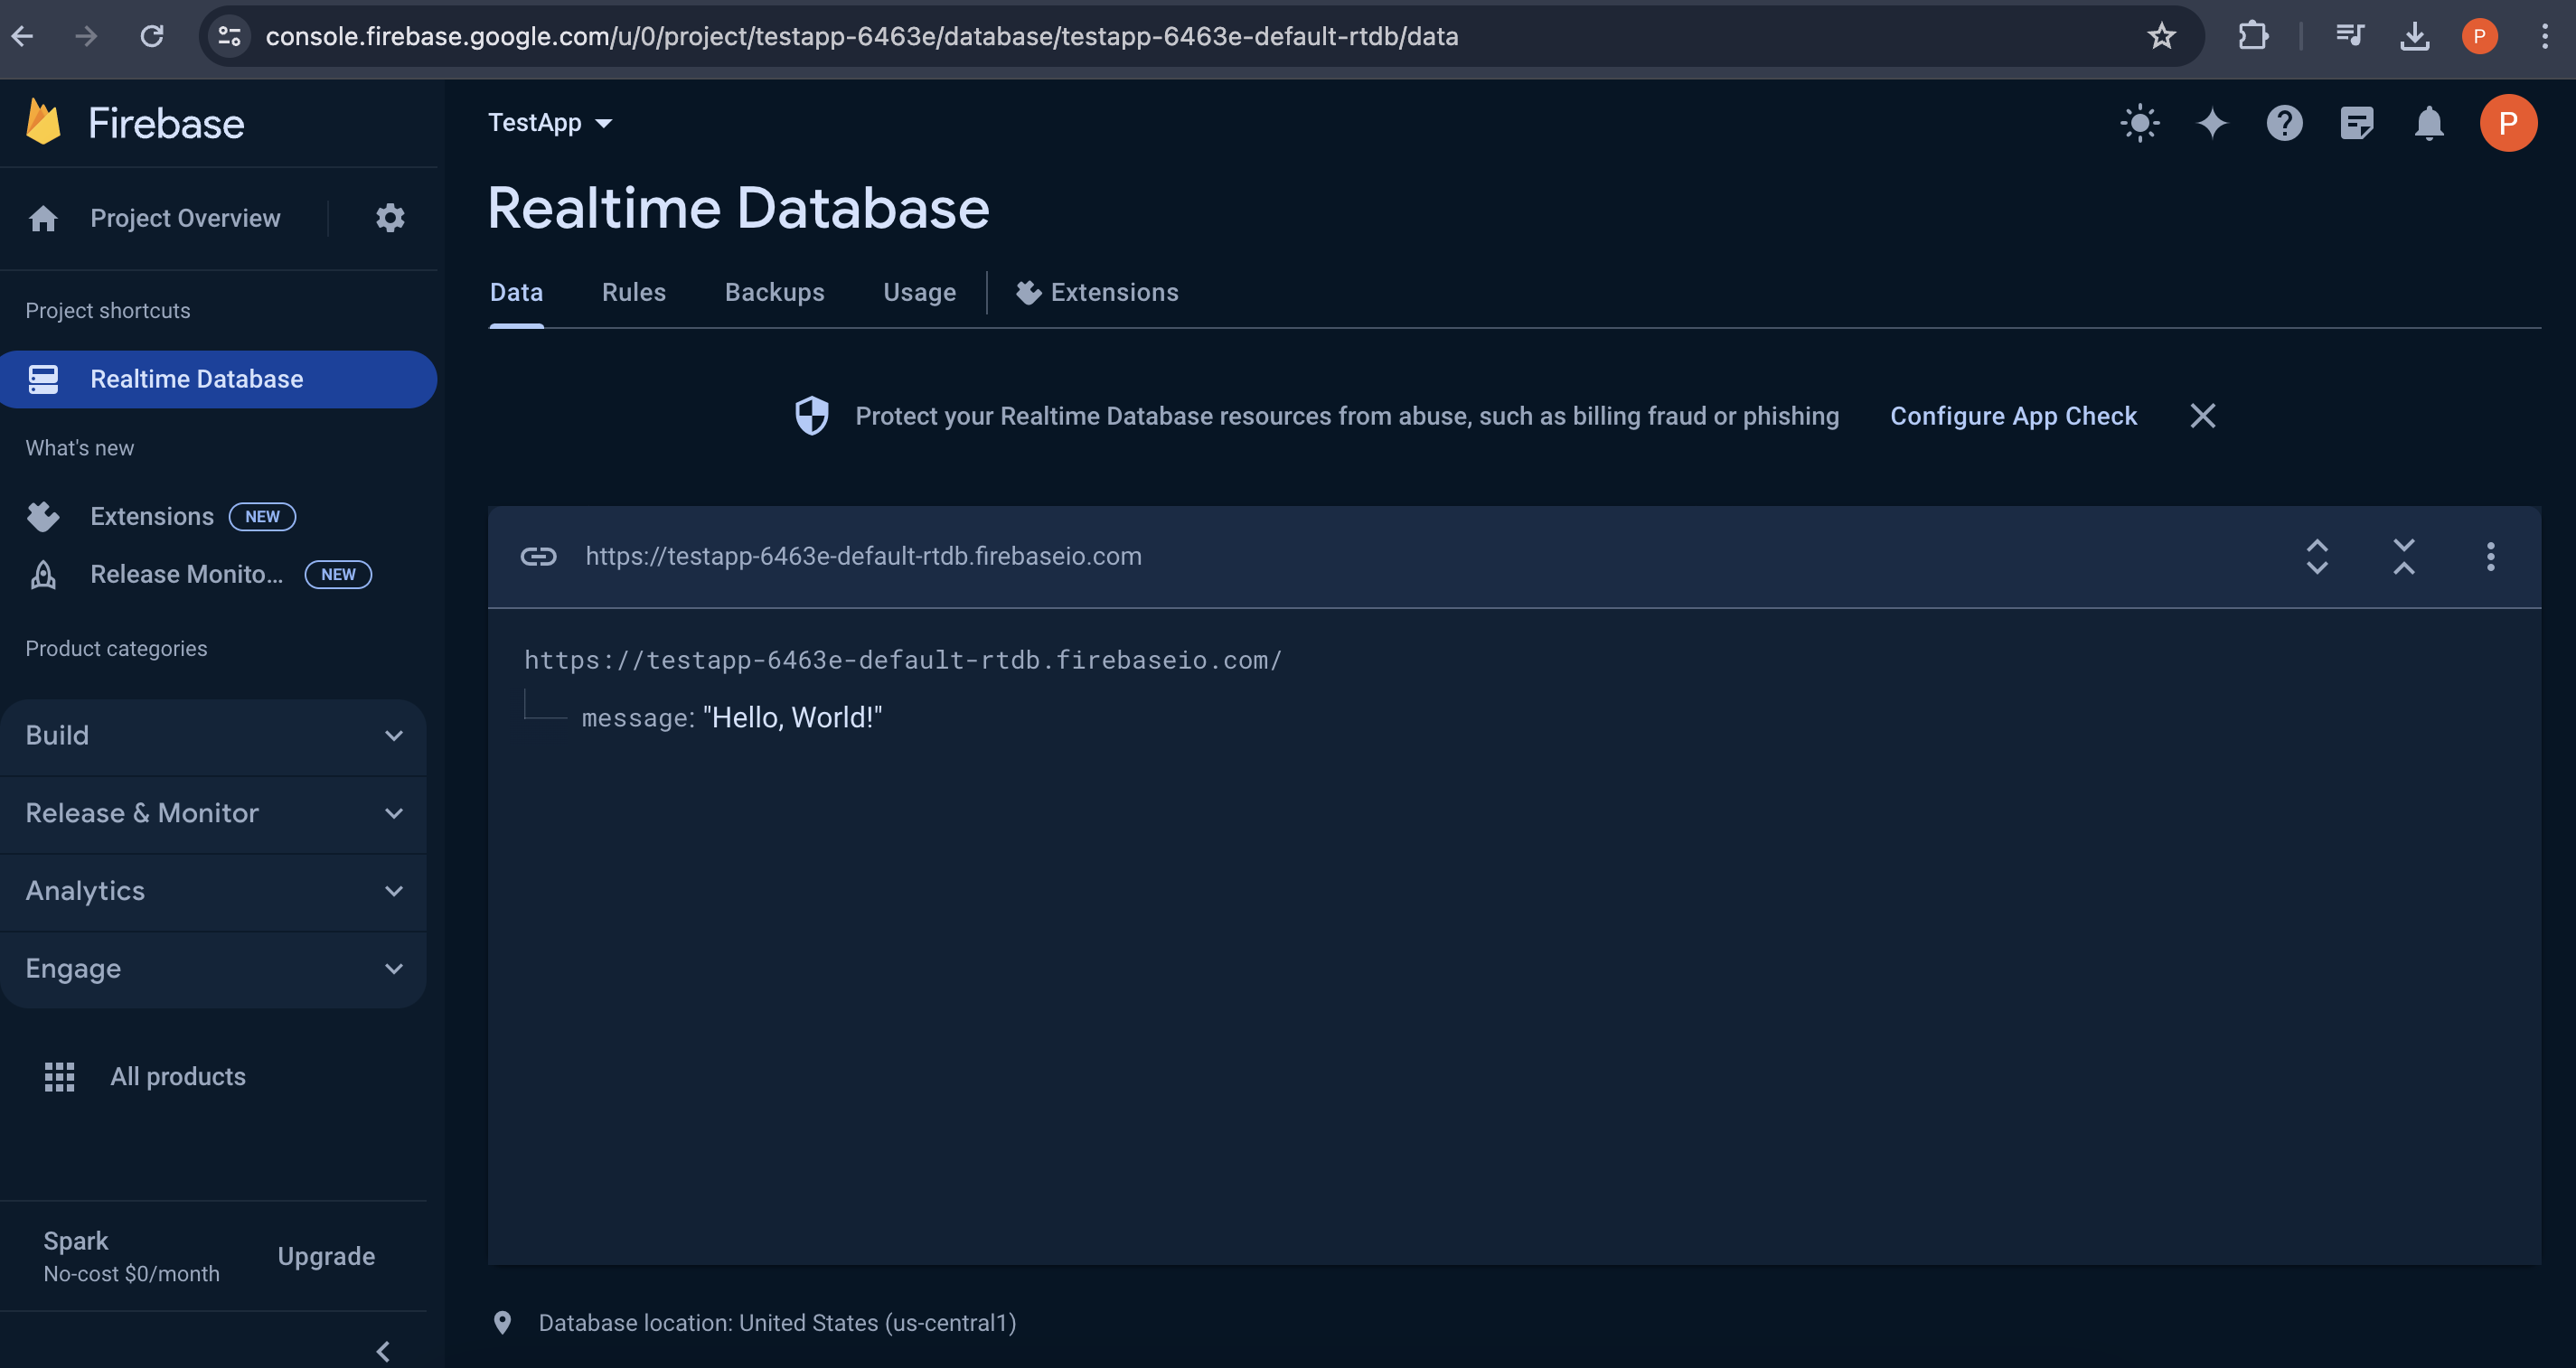 console.firebase.google.com/u/0/project/testapp-6463e/database/testapp-6463e-default-rtdb/data
P
Firebase
TestApp
P
Project Overview
Realtime Database
Data
Rules
Backups
Usage
Extensions
Project shortcuts
Realtime Database
Protect your Realtime Database resources from abuse, such as billing fraud or phishing
Configure App Check
What's new
Extensions NEW
Release Monito... NEW
https://testapp-6463e-default-rtdb.firebaseio.com
Product categories
https://testapp-6463e-default-rtdb.firebaseio.com/
message: "Hello, World!"
Build
Release & Monitor
Analytics
Engage
All products
Spark
No-cost $0/month
Upgrade
Database location: United States (us-central1)